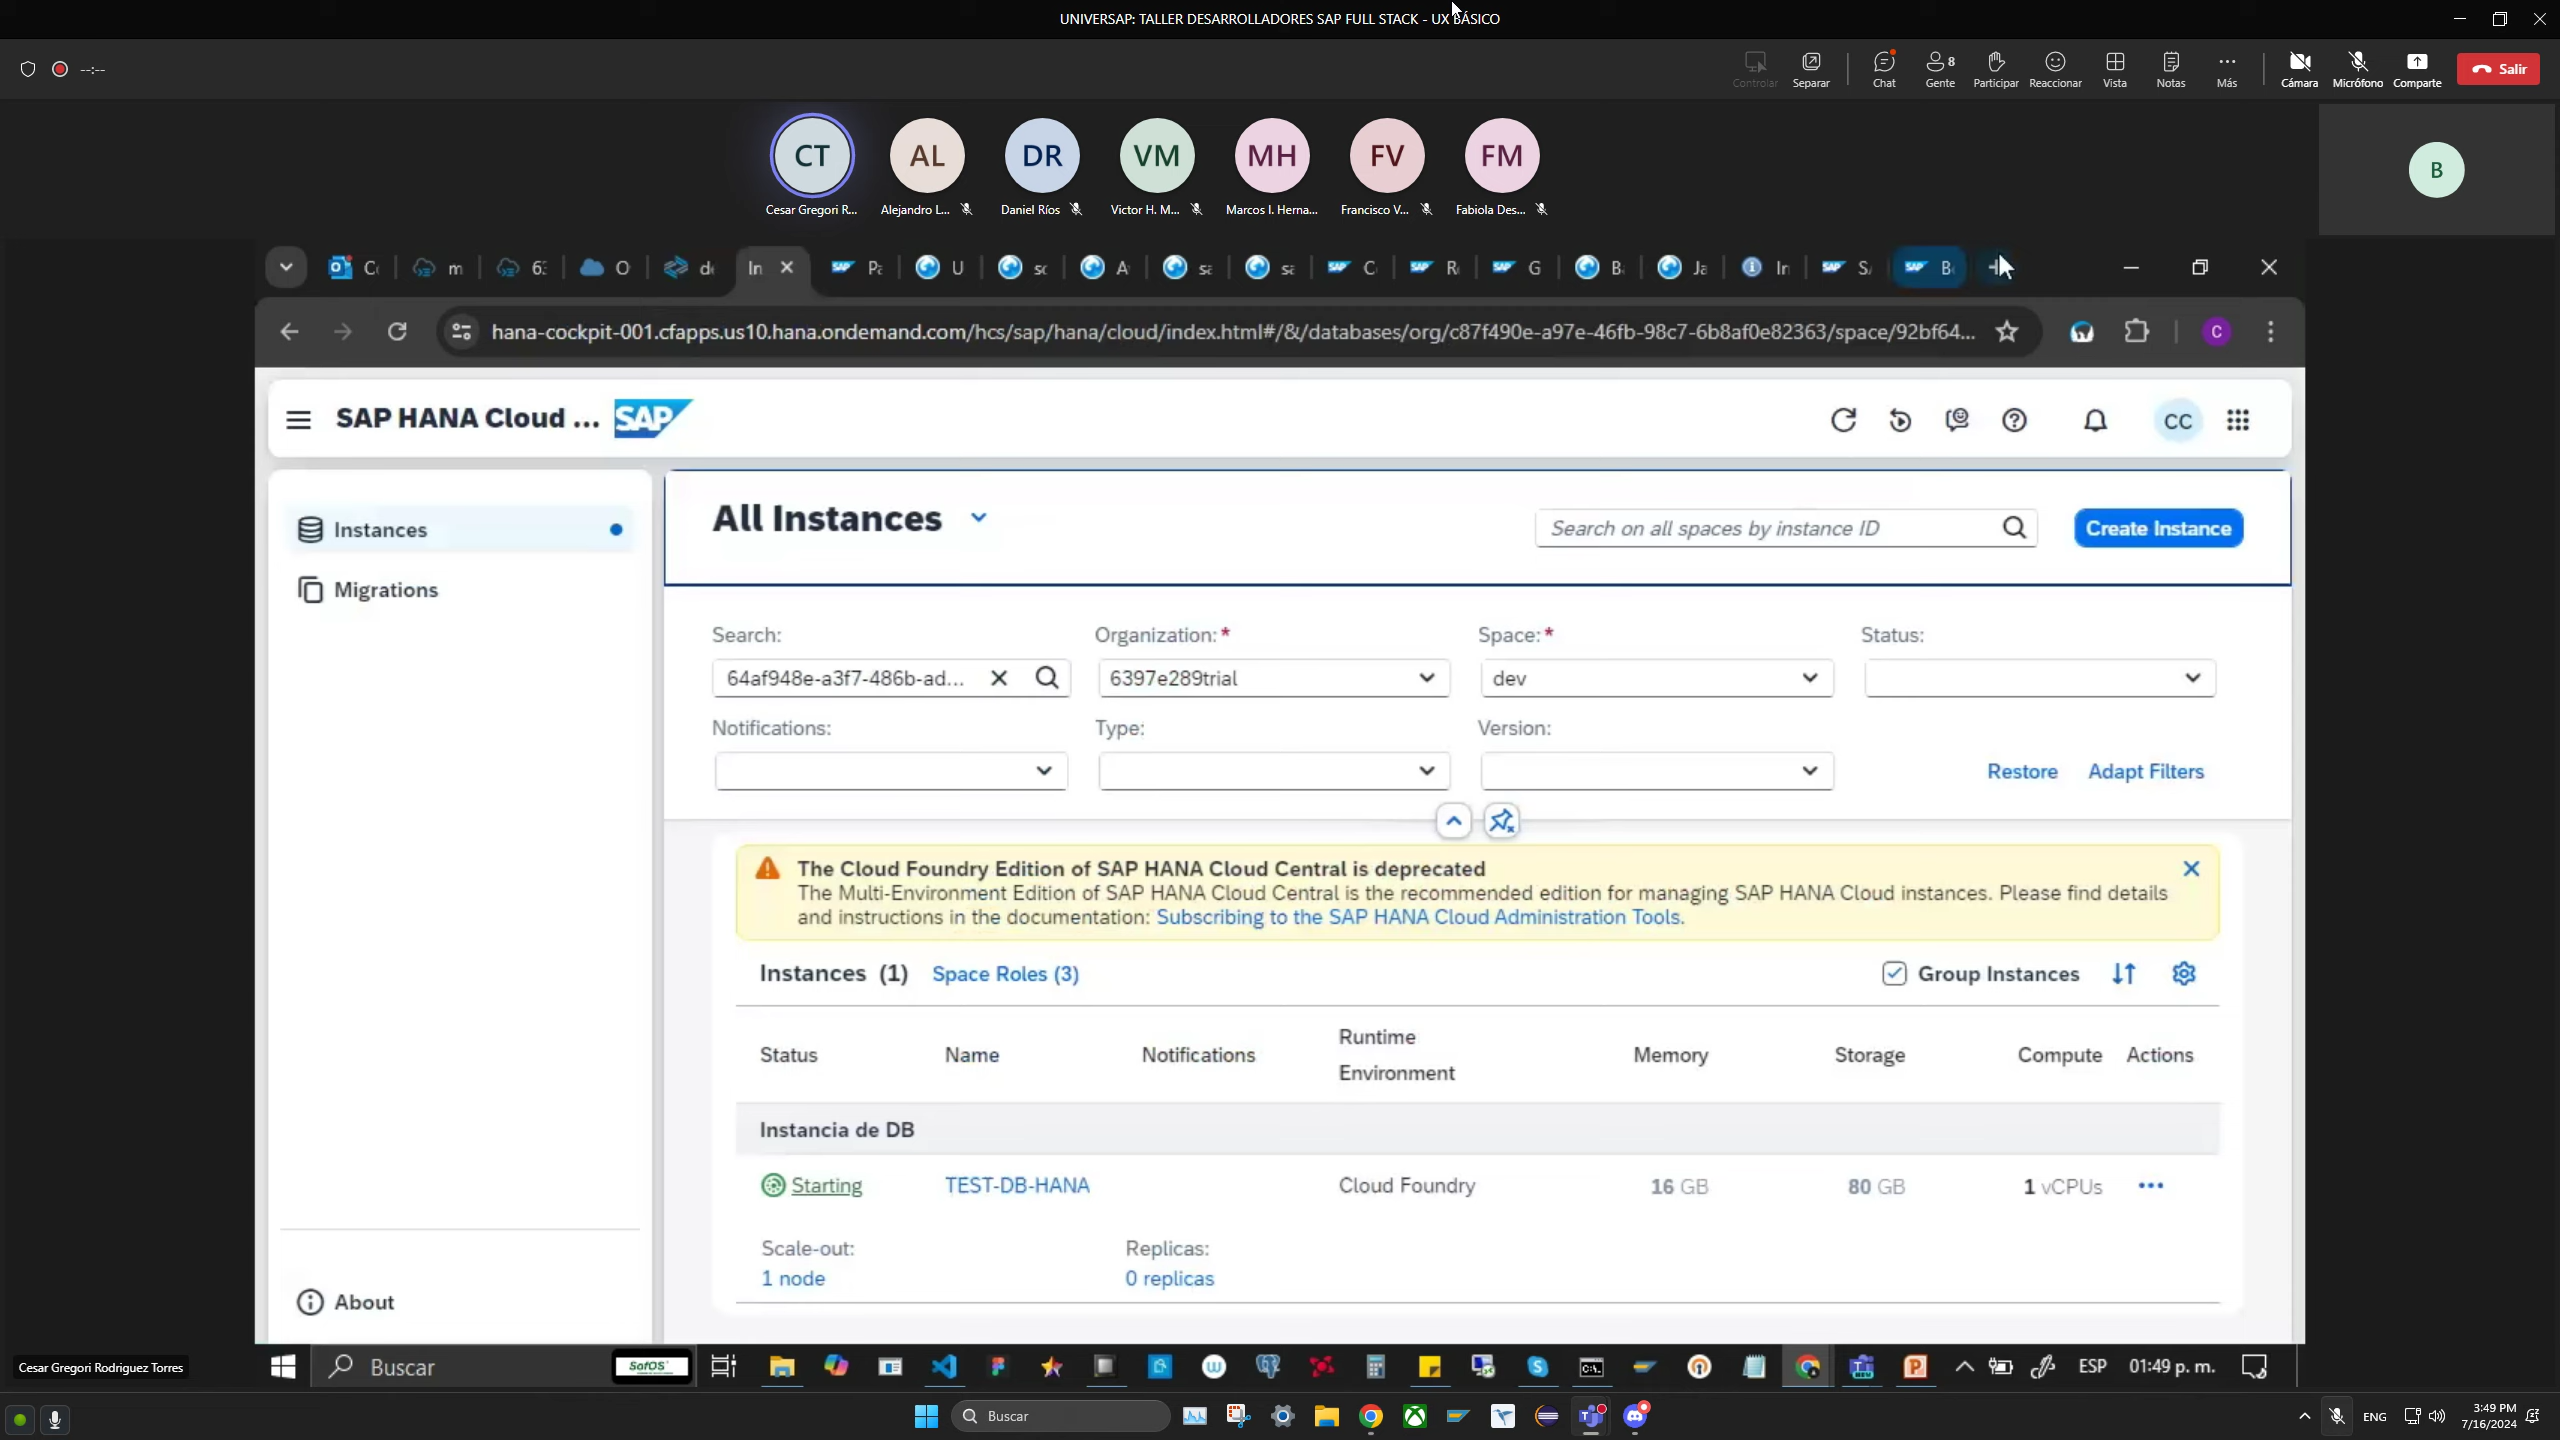 UNIVERSAP: TALLER DESARROLLADORES SAP FULL STACK - UX BÁSICO
--:--
Controlar
Separar
Chat
8
Gente
Participar
Reaccionar
Vista
Notas
Más
Cámara
Micrófono
Comparte
Salir
CT
AL
DR
VM
MH
FV
FM
B
Cesar Gregori R...
Alejandro L...
Daniel Ríos
Victor H. M...
Marcos I. Herna...
Francisco V...
Fabiola Des...
In
hana-cockpit-001.cfapps.us10.hana.ondemand.com/hcs/sap/hana/cloud/index.html#/&/databases/org/c87f490e-a97e-46fb-98c7-6b8af0e82363/space/92bf64...
C
SAP HANA Cloud ...
SAP
CC
Instances
Migrations
About
All Instances
Search on all spaces by instance ID
Create Instance
Search:
Organization:*
Space:*
Status:
64af948e-a3f7-486b-ad...
6397e289trial
dev
Notifications:
Type:
Version:
Restore
Adapt Filters
The Cloud Foundry Edition of SAP HANA Cloud Central is deprecated
The Multi-Environment Edition of SAP HANA Cloud Central is the recommended edition for managing SAP HANA Cloud instances. Please find details
and instructions in the documentation: Subscribing to the SAP HANA Cloud Administration Tools.
Instances (1)
Space Roles (3)
Group Instances
Status
Name
Notifications
Runtime
Environment
Memory
Storage
Compute
Actions
Instancia de DB
Starting
TEST-DB-HANA
Cloud Foundry
16 GB
80 GB
1 vCPUs
Scale-out:
Replicas:
1 node
0 replicas
Cesar Gregori Rodriguez Torres
Buscar
SofOS
ESP
01:49 p. m.
Buscar
ENG
3:49 PM
7/16/2024